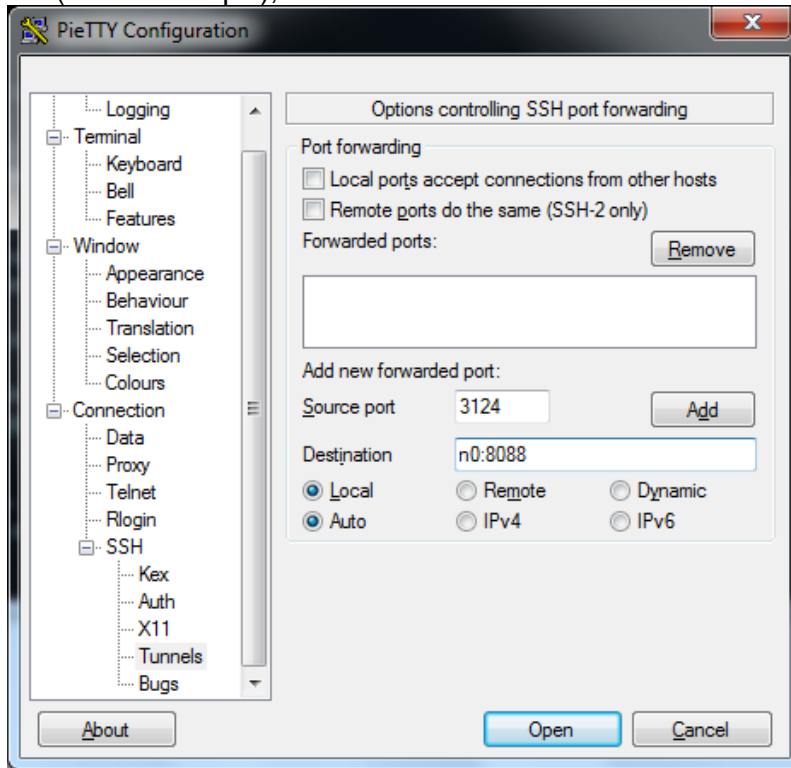 PieTTY Configuration
Logging
Terminal
Keyboard
Bell
Features
Window
Appearance
Behaviour
Translation
Selection
Colours
Connection
Data
Proxy
Telnet
Rlogin
SSH
Kex
Auth
X11
Tunnels
Bugs
Options controlling SSH port forwarding
Port forwarding
Local ports accept connections from other hosts
Remote ports do the same (SSH-2 only)
Forwarded ports: Remove
Add new forwarded port:
Source port 3124 Add
Destination n0:8088
Local Remote Dynamic
Auto IPv4 IPv6
About Open Cancel